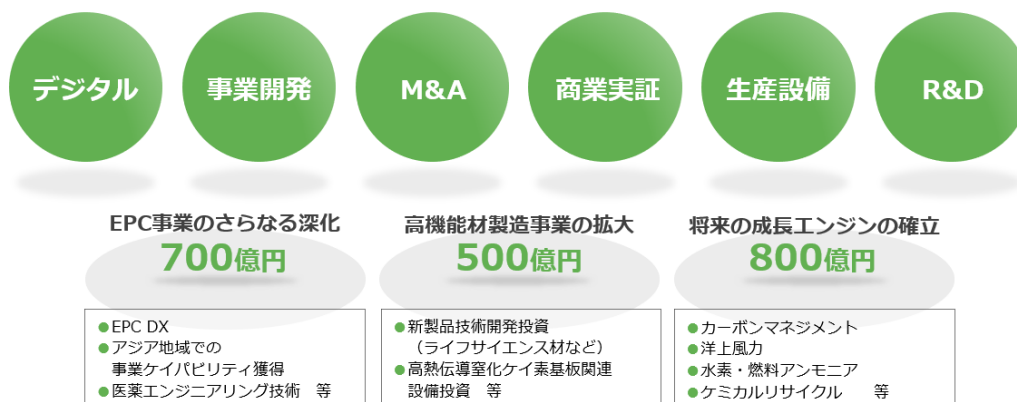 デジタル
事業開発
M&A
商業実証
生産設備
R&D
EPC事業のさらなる深化
700億円
●EPC DX
●アジア地域での
事業ケイパビリティ獲得
●医薬エンジニアリング技術　等
高機能材製造事業の拡大
500億円
●新製品技術開発投資
（ライフサイエンス材など）
●高熱伝導窒化ケイ素基板関連
設備投資　等
将来の成長エンジンの確立
800億円
●カーボンマネジメント
●洋上風力
●水素・燃料アンモニア
●ケミカルリサイクル　　等